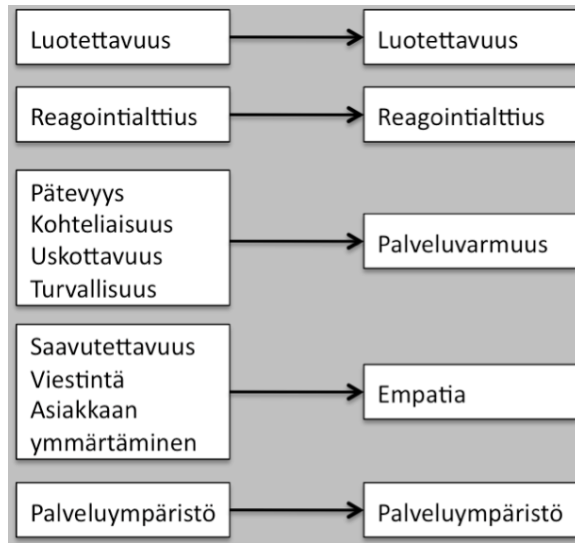 Luotettavuus
Luotettavuus
Reagointialttius
Reagointialttius
Pätevyys
Kohteliaisuus
Uskottavuus
Turvallisuus
Palveluvarmuus
Saavutettavuus
Viestintä
Asiakkaan
ymmärtäminen
Empatia
Palveluympäristö
Palveluympäristö